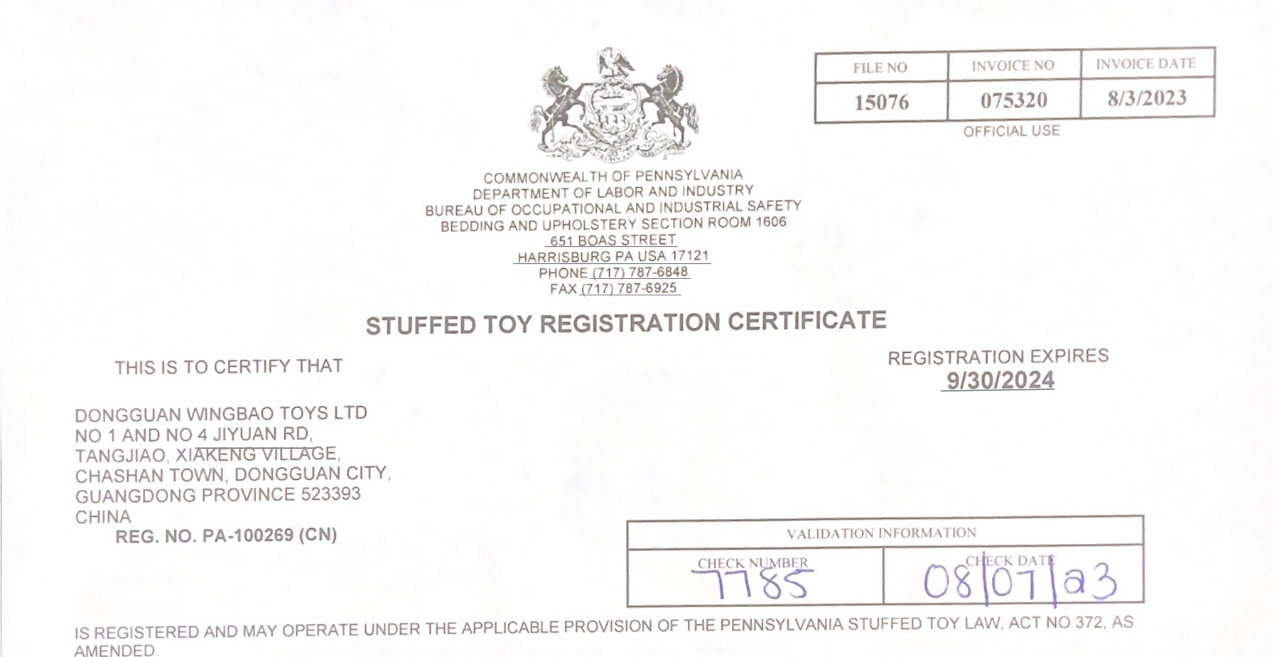 FILE NO INVOICE NO INVOICE DATE
15076 075320 8/3/2023
OFFICIAL USE
COMMONWEALTH OF PENNSYLVANIA
DEPARTMENT OF LABOR AND INDUSTRY
BUREAU OF OCCUPATIONAL AND INDUSTRIAL SAFETY
BEDDING AND UPHOLSTERY SECTION ROOM 1606
651 BOAS STREET
HARRISBURG PA USA 17121
PHONE (717) 787-6848
FAX (717) 787-6925
STUFFED TOY REGISTRATION CERTIFICATE
THIS IS TO CERTIFY THAT
REGISTRATION EXPIRES
9/30/2024
DONGGUAN WINGBAO TOYS LTD
NO 1 AND NO 4 JIYUAN RD,
TANGJIAO, XIAKENG VILLAGE,
CHASHAN TOWN, DONGGUAN CITY,
GUANGDONG PROVINCE 523393
CHINA
REG. NO. PA-100269 (CN)
VALIDATION INFORMATION
CHECK NUMBER CHECK DATE
7785 08/07/23
IS REGISTERED AND MAY OPERATE UNDER THE APPLICABLE PROVISION OF THE PENNSYLVANIA STUFFED TOY LAW, ACT NO 372, AS
AMENDED.